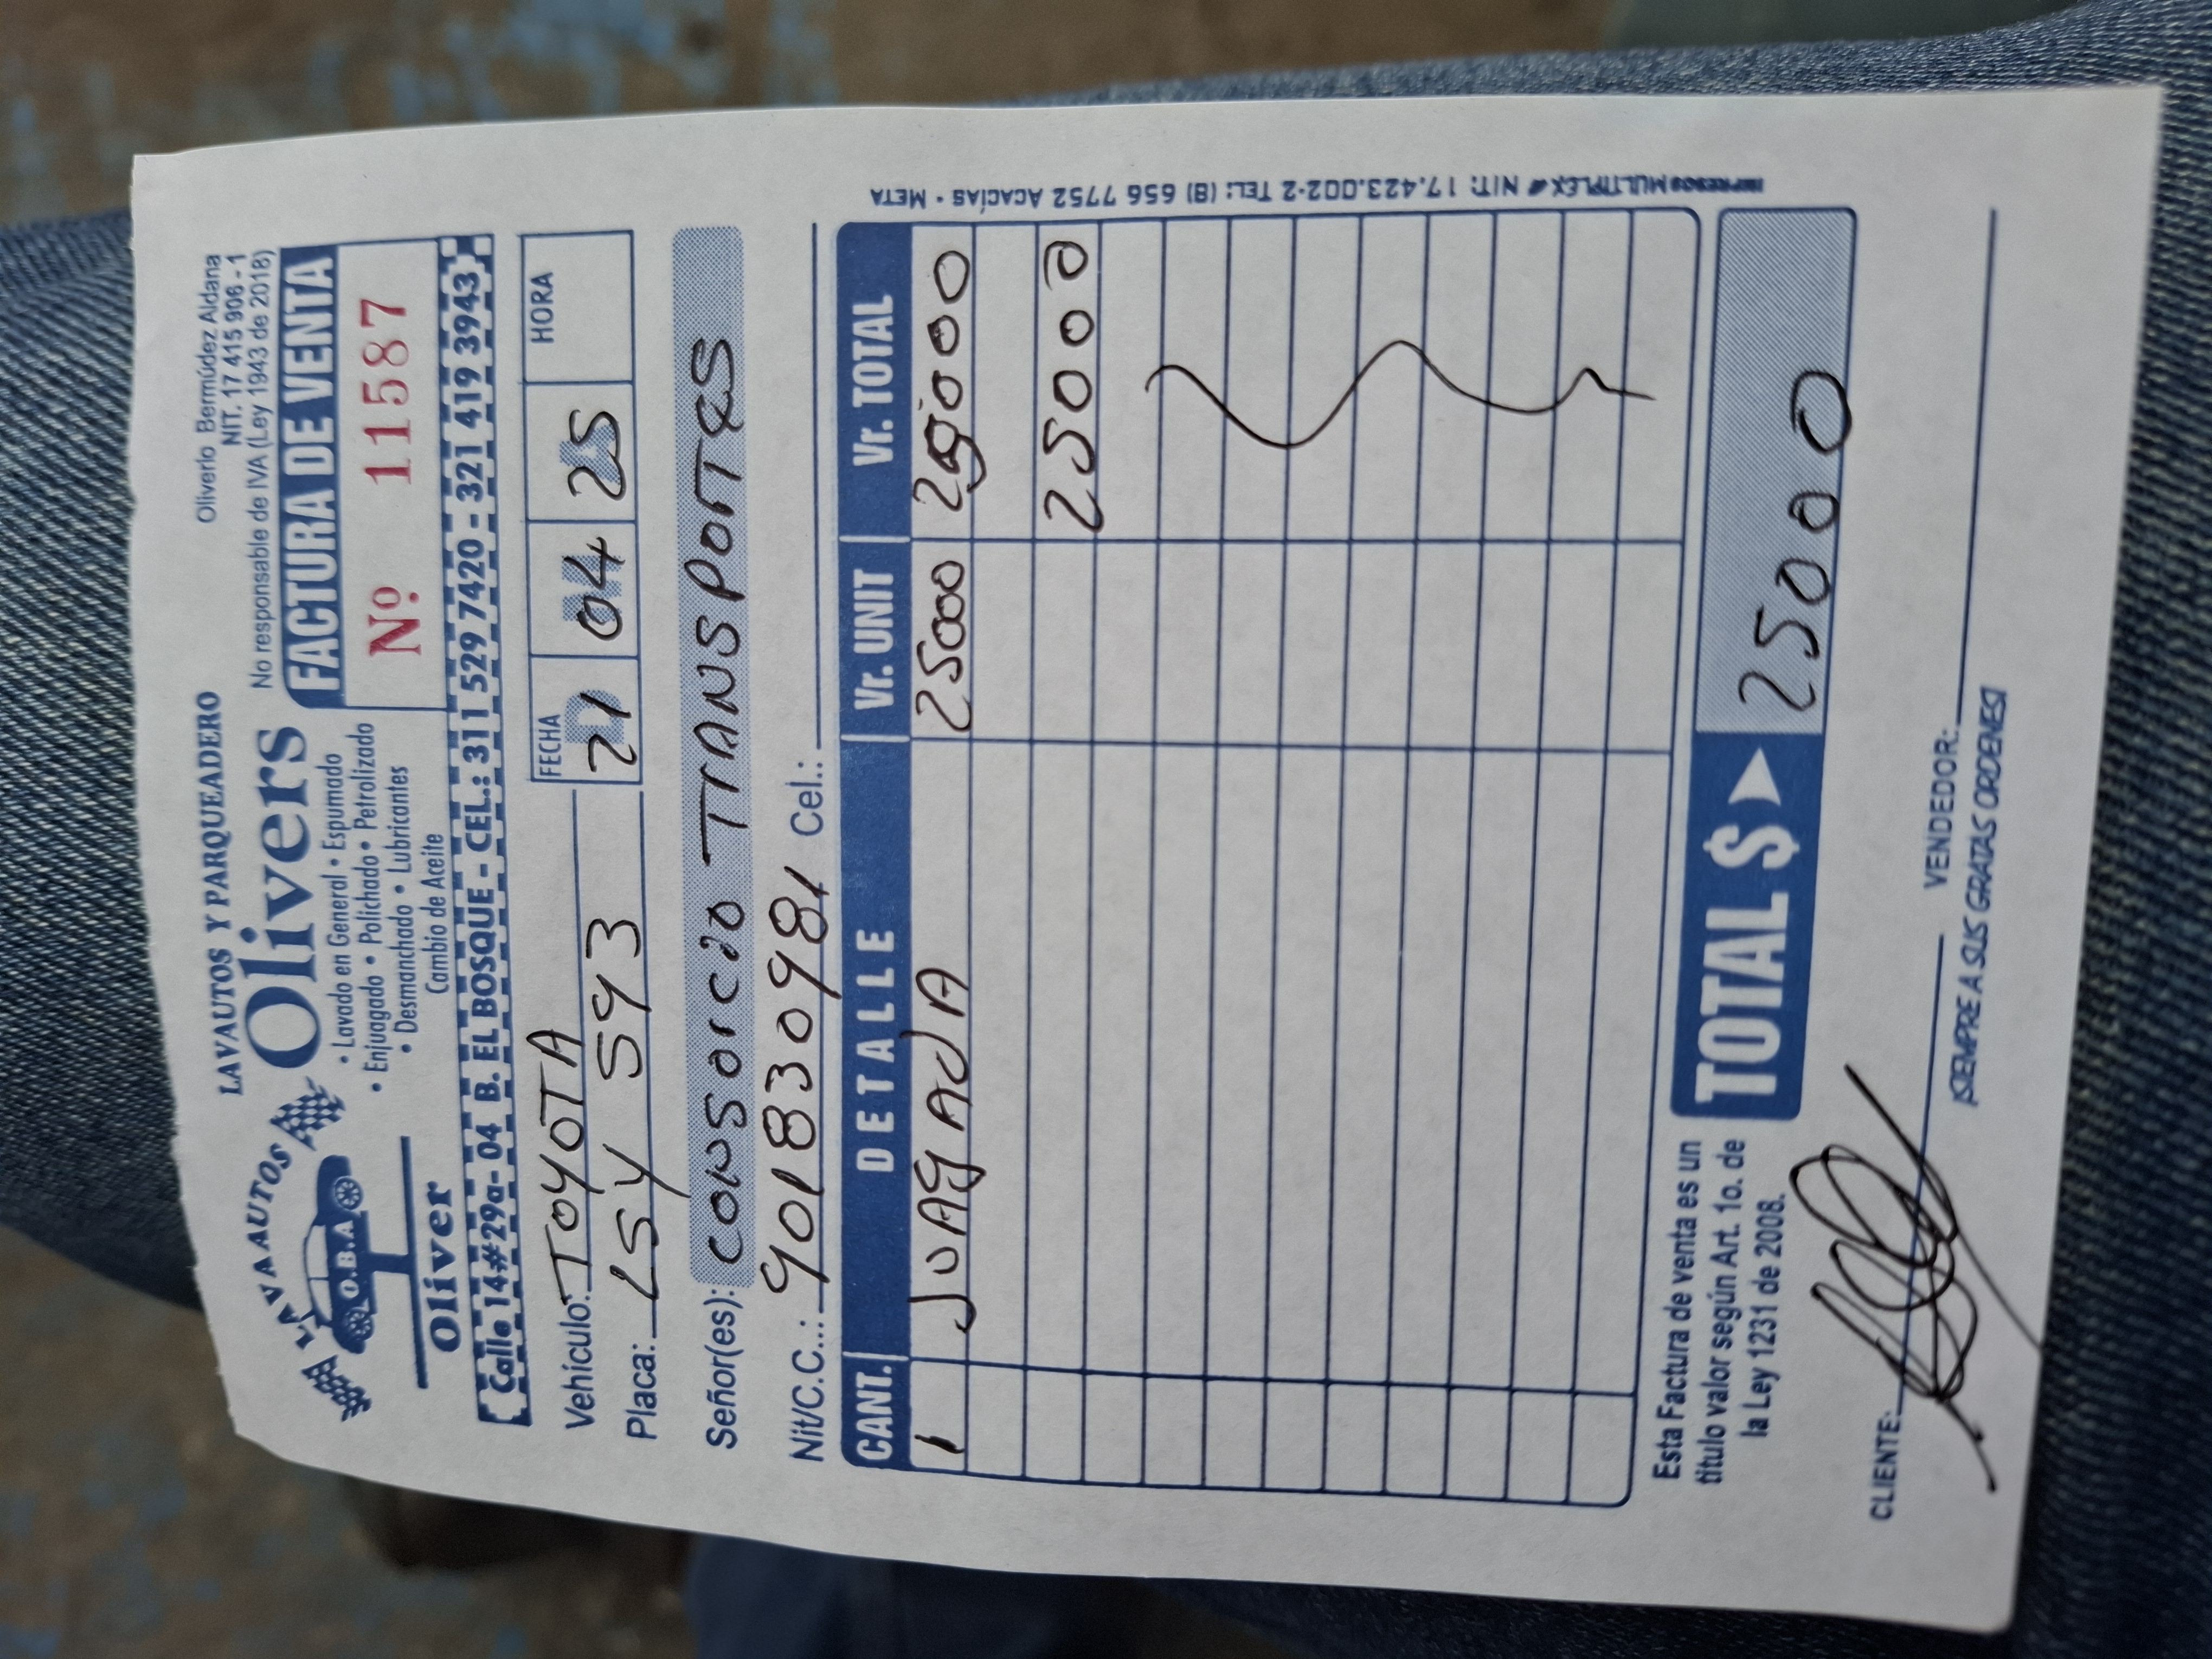 LAVAUTOS Y PARQUEADERO
Olivers
LAVAAUTOS
O.B.A
Oliver
• Lavado en General • Espumado
• Enjuagado • Polichado • Petrolizado
• Desmanchado • Lubricantes
Cambio de Aceite
Oliverio Bermúdez Aldana
NIT. 17 415 906 - 1
No responsable de IVA (Ley 1943 de 2018)
FACTURA DE VENTA
Nº 11587
Calle 14#29a- 04 B. EL BOSQUE - CEL.: 311 529 7420 - 321 419 3943
Vehículo: TOYOTA
Placa: LSY 593
FECHA
21 04 25
HORA
Señor(es): CONSORCIO TRANSPORTES
Nit/C.C.: 901830981 Cel.:
CANT. DETALLE Vr. UNIT Vr. TOTAL
1 JUAGADA 25000 25000
25000
Esta Factura de venta es un
título valor según Art. 1o. de
la Ley 1231 de 2008.
TOTAL $ 25000
CLIENTE: VENDEDOR:
¡SIEMPRE A SUS GRATAS ORDENES!
IMPRESOS MULTIPLEX NIT: 17.423.002-2 TEL: (8) 656 7752 ACACÍAS - META